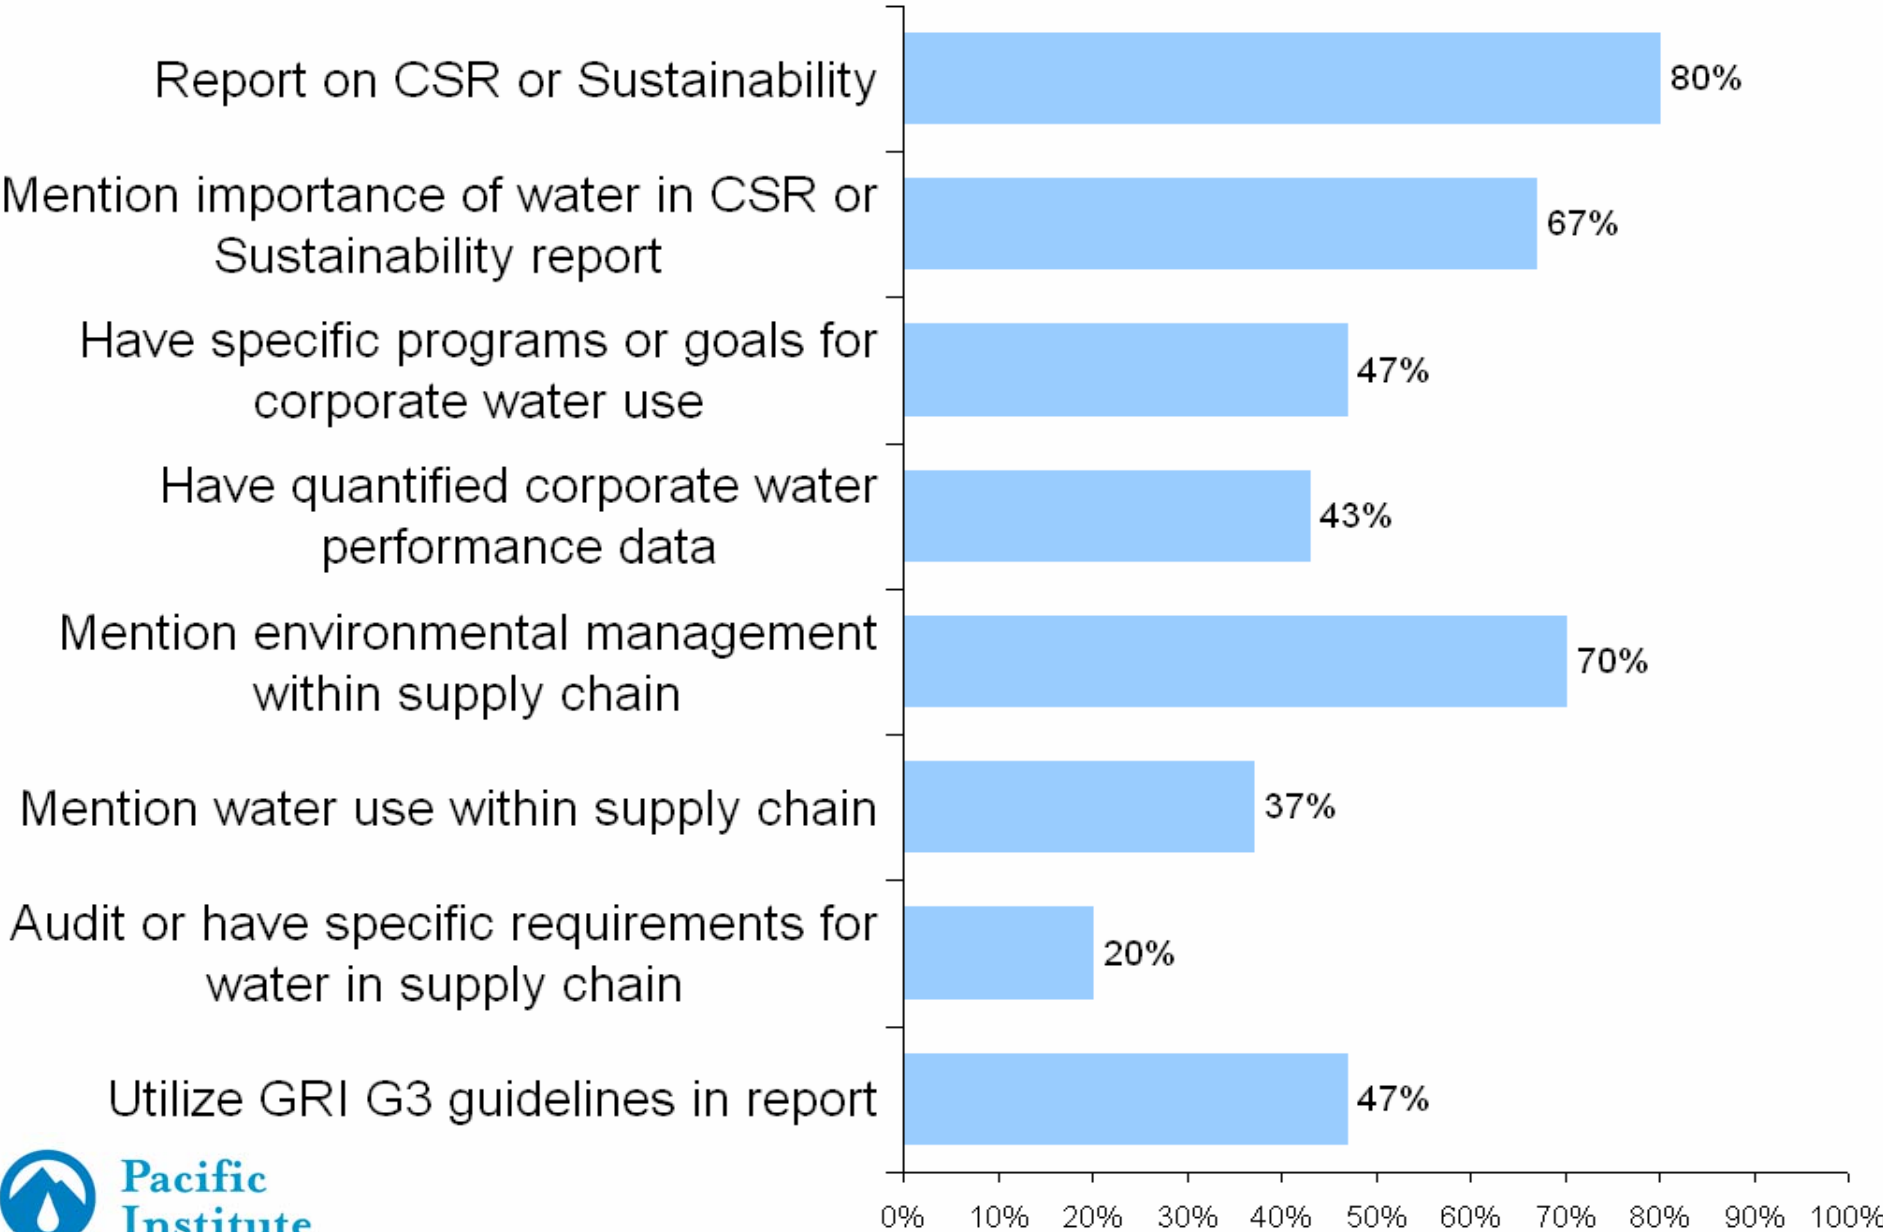 Report on CSR or Sustainability
80%
Mention importance of water in CSR or
Sustainability report
67%
Have specific programs or goals for
corporate water use
47%
Have quantified corporate water
performance data
43%
Mention environmental management
within supply chain
70%
Mention water use within supply chain
37%
Audit or have specific requirements for
water in supply chain
20%
Utilize GRI G3 guidelines in report
47%
0% 10% 20% 30% 40% 50% 60% 70% 80% 90% 100%
Pacific
Institute